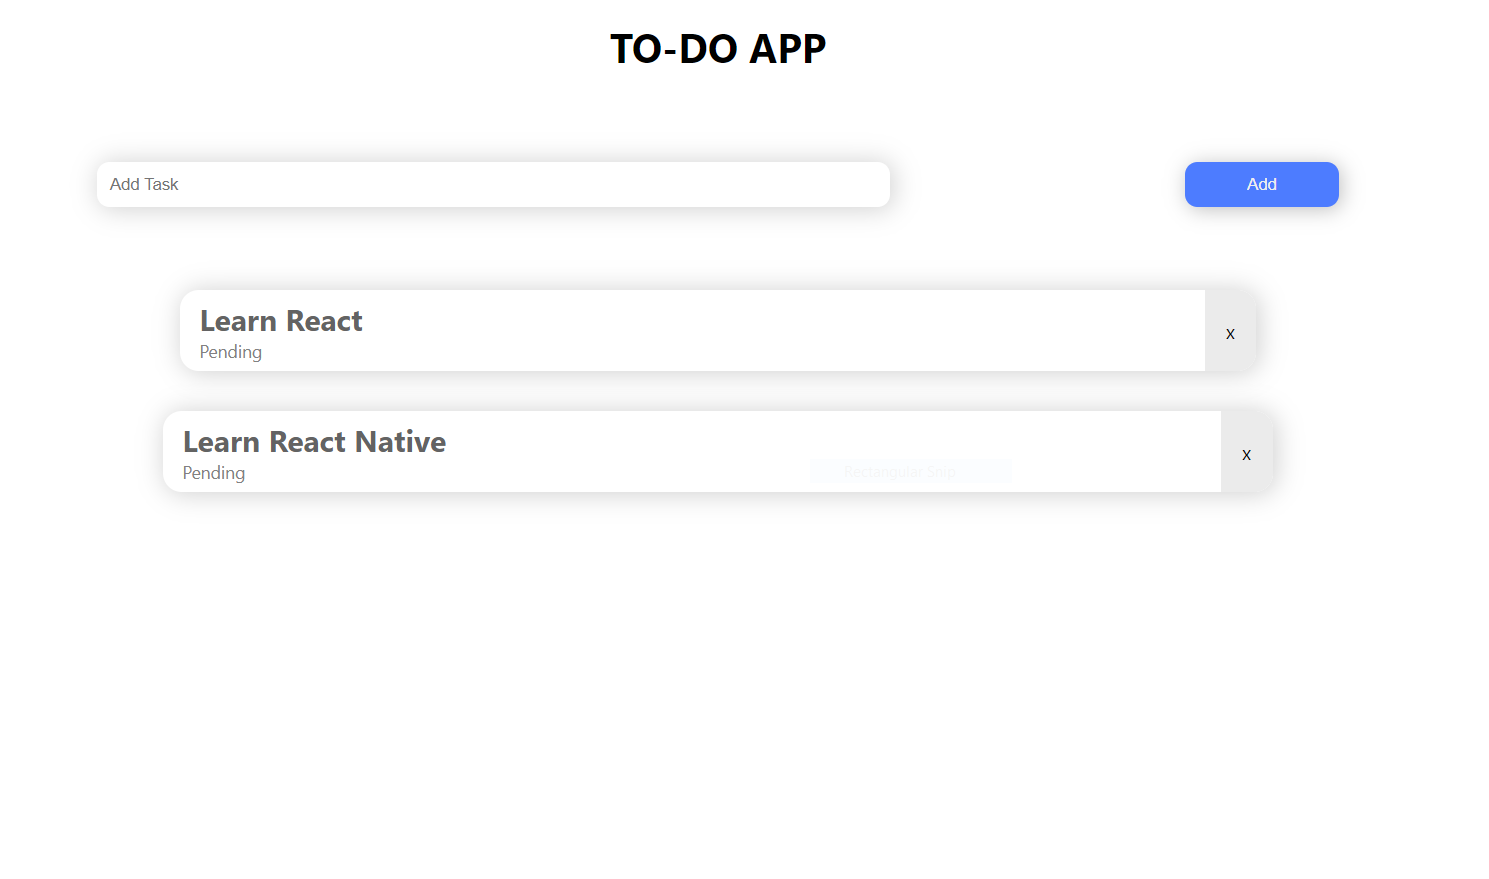 TO-DO APP
Add Task
Add
Learn React
Pending
x
Learn React Native
Pending
x
Rectangular Snip